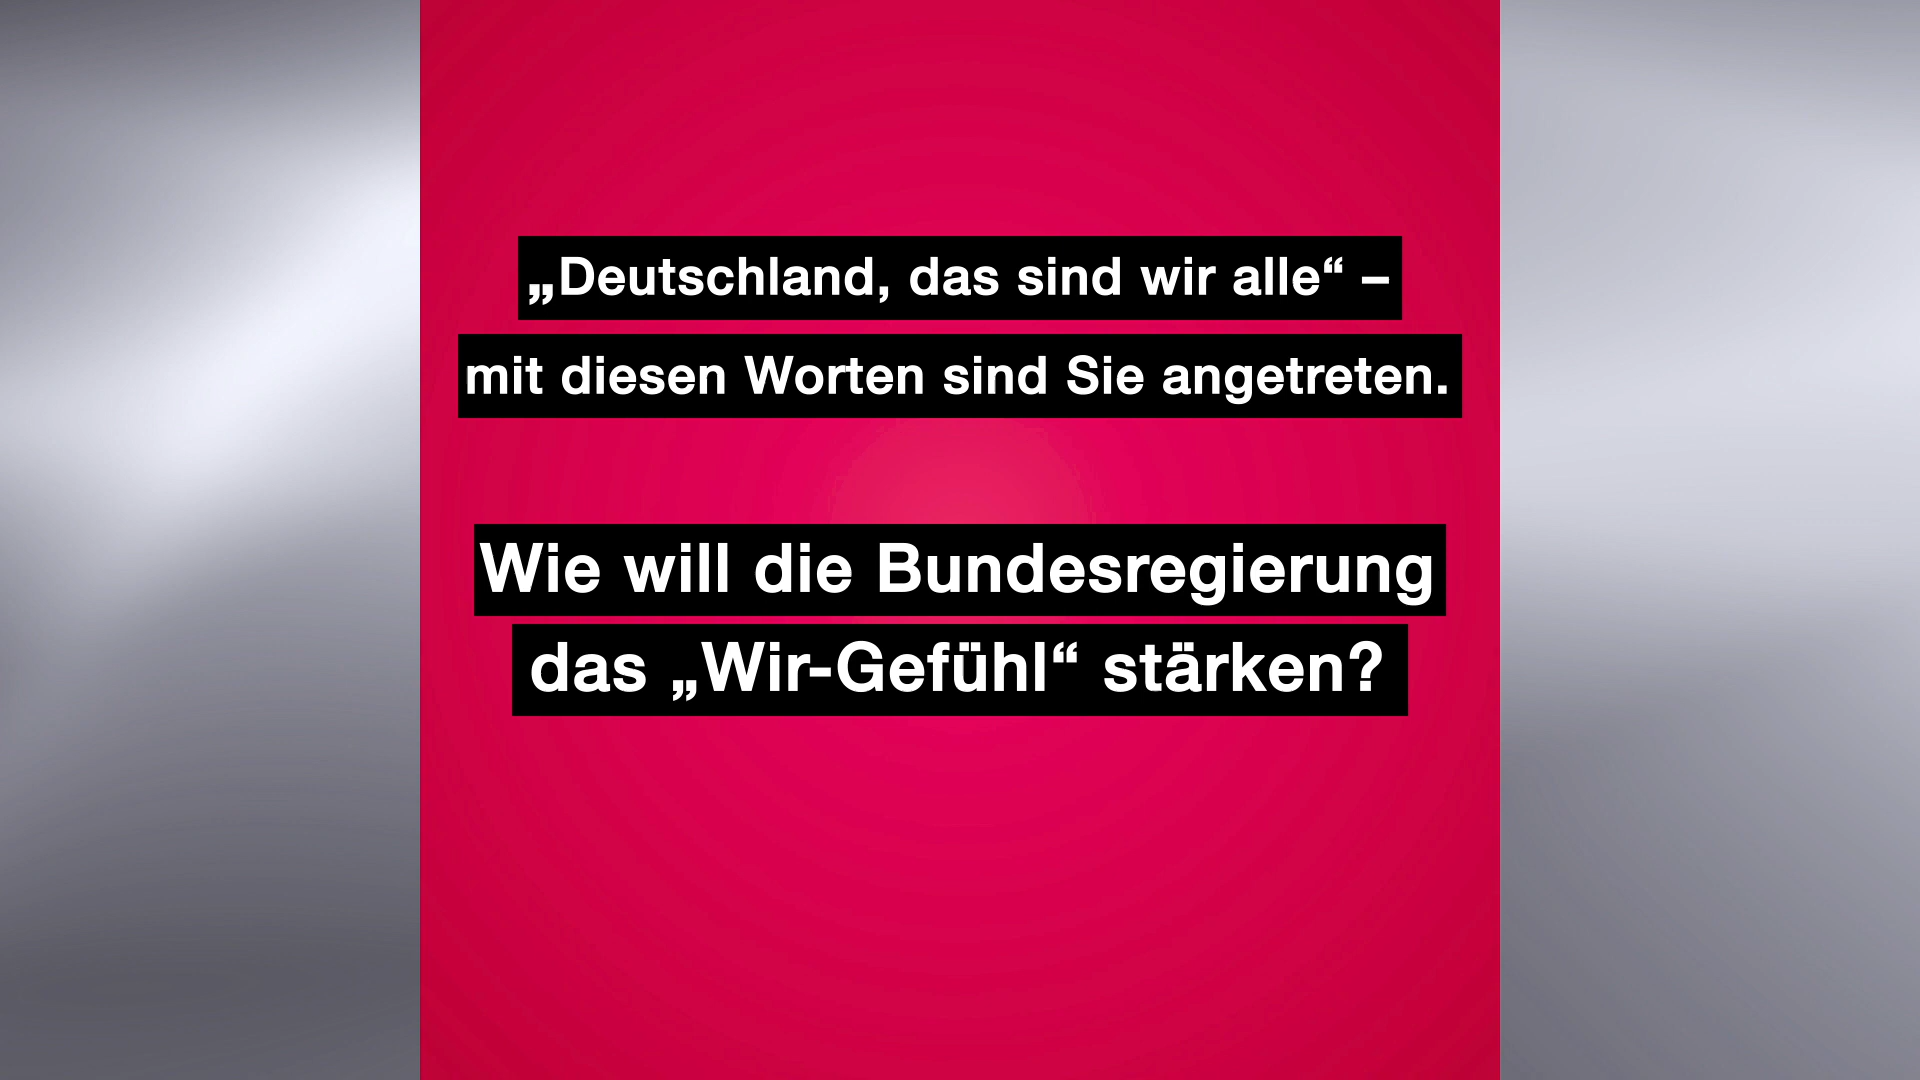 „Deutschland, das sind wir alle“ –
mit diesen Worten sind Sie angetreten.
Wie will die Bundesregierung
das „Wir-Gefühl“ stärken?